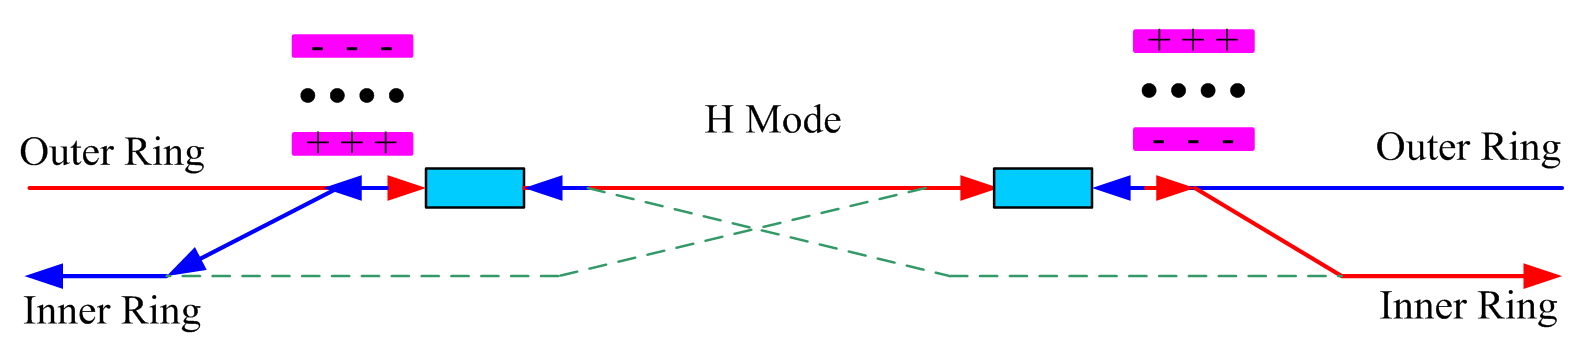 - - -
+ + +
H Mode
+ + +
- - -
Outer Ring
Outer Ring
Inner Ring
Inner Ring